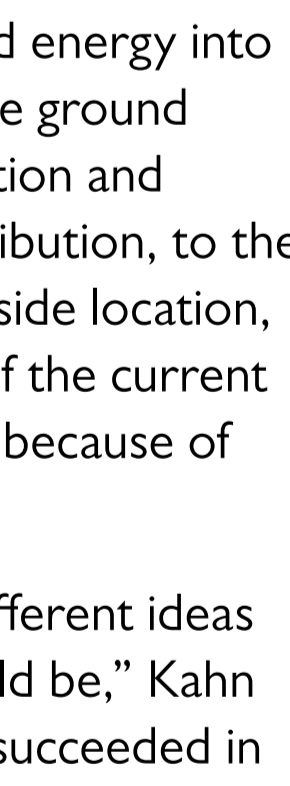 d energy into
e ground
tion and
ibution, to the
side location,
f the current
because of
fferent ideas
ld be,” Kahn
succeeded in